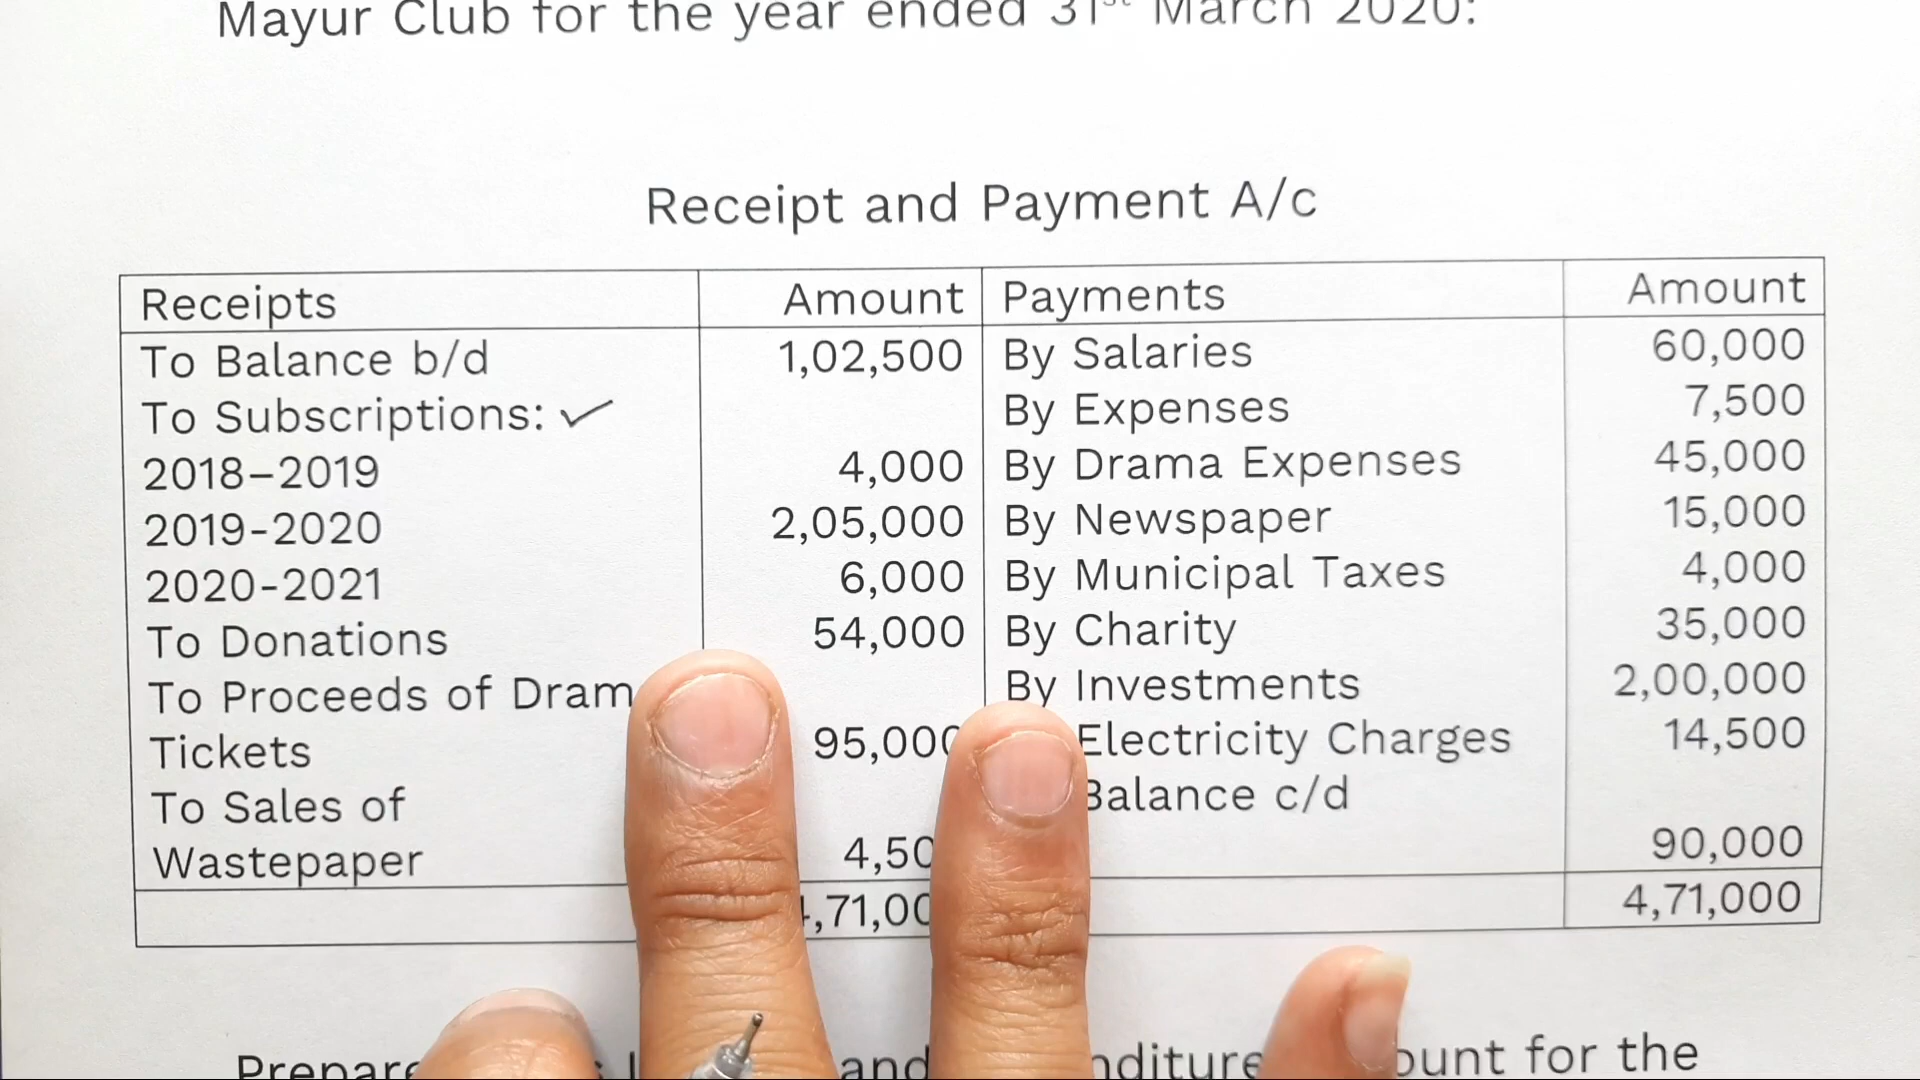 Mayur Club for the year ended 31st March 2020:
Receipt and Payment A/c
Receipts Amount Payments Amount
To Balance b/d 1,02,500 By Salaries 60,000
To Subscriptions: By Expenses 7,500
2018–2019 4,000 By Drama Expenses 45,000
2019-2020 2,05,000 By Newspaper 15,000
2020-2021 6,000 By Municipal Taxes 4,000
To Donations 54,000 By Charity 35,000
To Proceeds of By Investments 2,00,000
Tickets Electricity Charges 14,500
To Sales of Balance c/d
Wastepaper 90,000
4,71,000
and for the